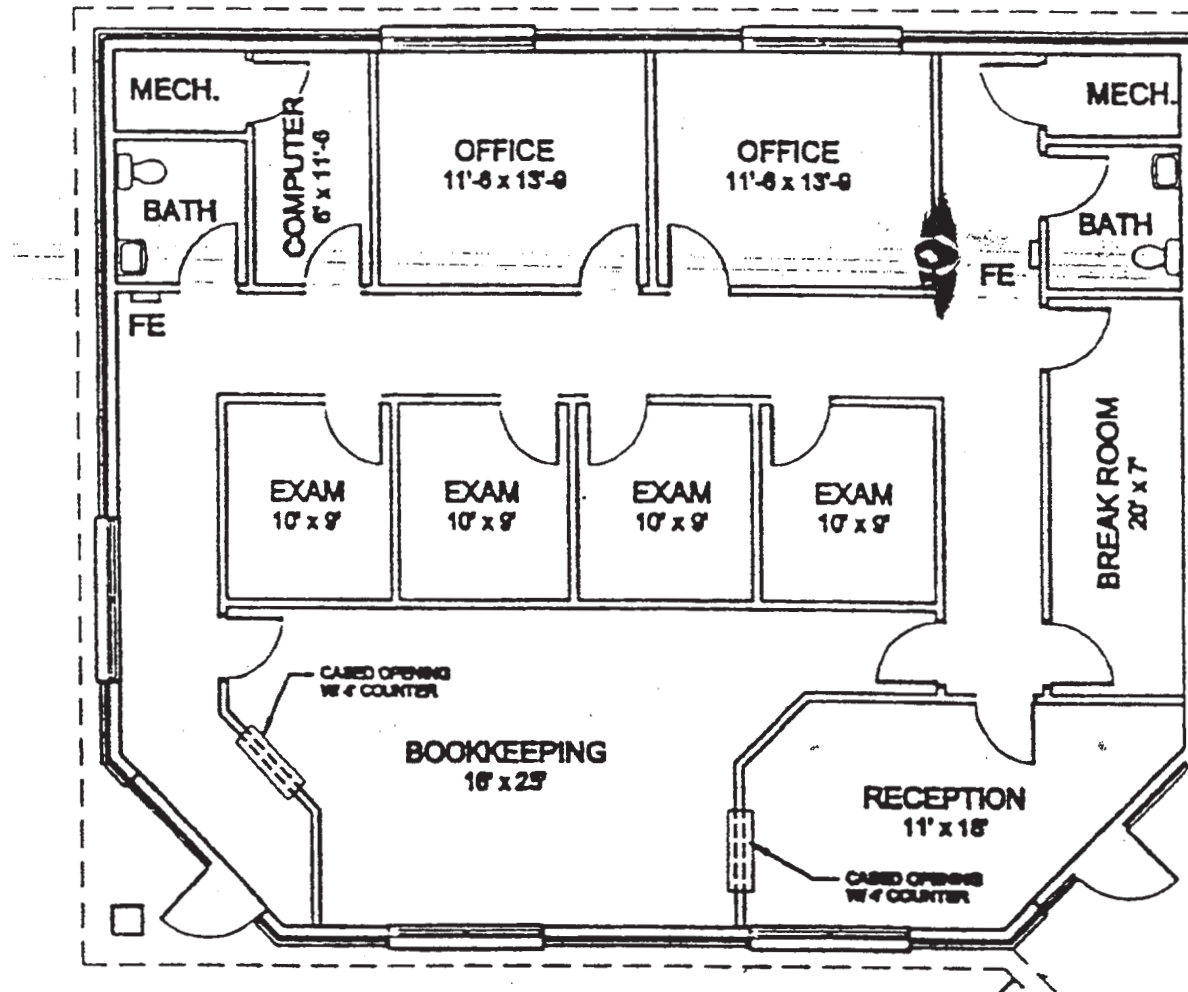 MECH.
COMPUTER
6' x 11'-6
OFFICE
11'-6 x 13'-9
OFFICE
11'-6 x 13'-9
MECH.
BATH
BATH
FE
FE
EXAM
10' x 9'
EXAM
10' x 9'
EXAM
10' x 9'
EXAM
10' x 9'
BREAK ROOM
20' x 7'
CASED OPENING
W/ 4' COUNTER
BOOKKEEPING
16' x 25'
RECEPTION
11' x 18'
CASED OPENING
W/ 4' COUNTER